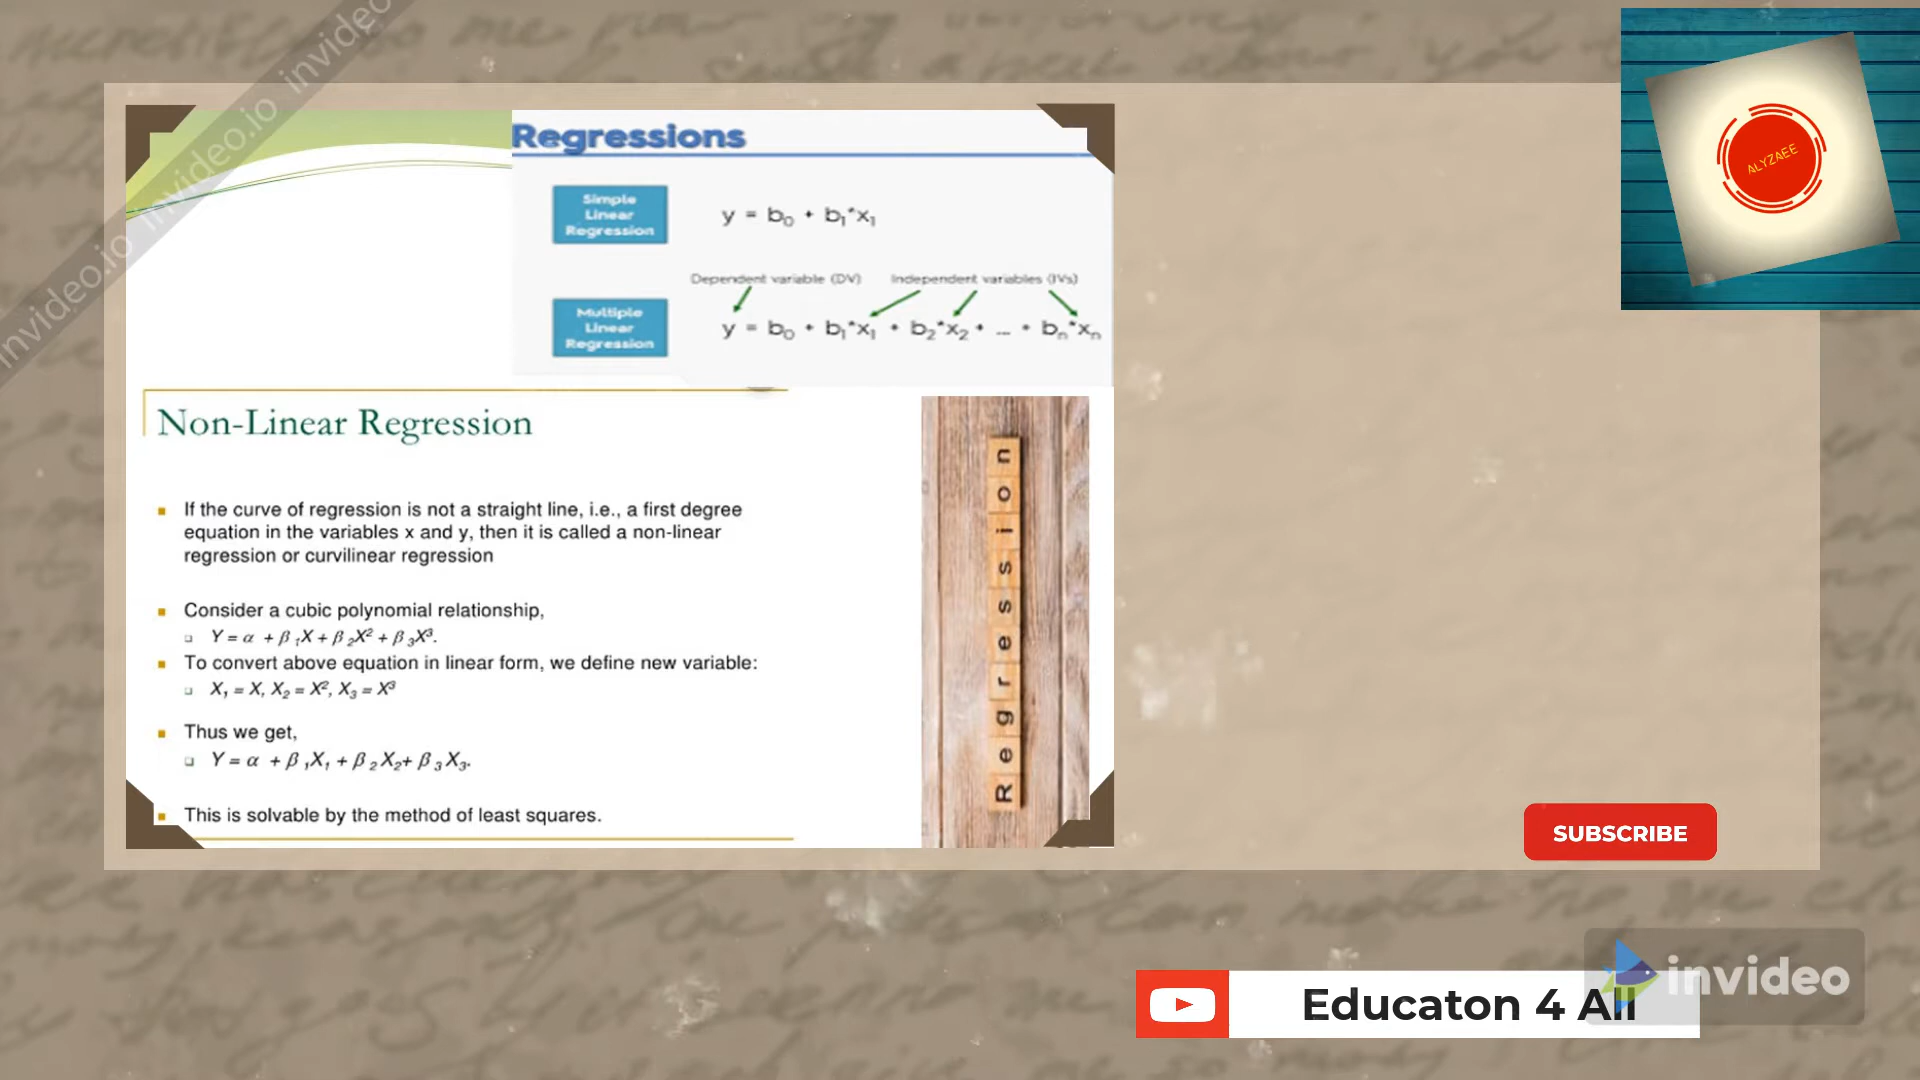 invideo.io invideo.io invideo.io
ALYZAEE
Regressions
Simple
Linear
Regression
y = b₀ + b₁*x₁
Dependent variable (DV) Independent variables (IVs)
Multiple
Linear
Regression
y = b₀ + b₁*x₁ + b₂*x₂ + ... + bₙ*xₙ
Non-Linear Regression
If the curve of regression is not a straight line, i.e., a first degree
equation in the variables x and y, then it is called a non-linear
regression or curvilinear regression
Consider a cubic polynomial relationship,
Y = α + β₁X + β₂X² + β₃X³.
To convert above equation in linear form, we define new variable:
X₁ = X, X₂ = X², X₃ = X³
Thus we get,
Y = α + β₁X₁ + β₂X₂+ β₃X₃.
This is solvable by the method of least squares.
Regression
SUBSCRIBE
Educaton 4 All
invideo